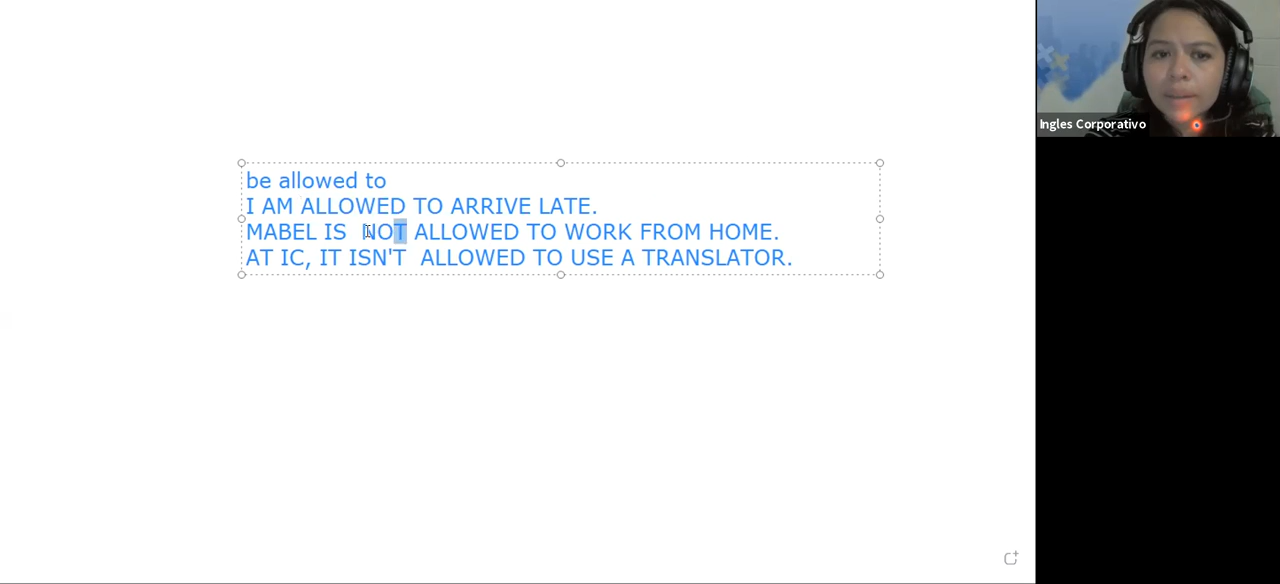 be allowed to
I AM ALLOWED TO ARRIVE LATE.
MABEL IS  NOT ALLOWED TO WORK FROM HOME.
AT IC, IT ISN'T  ALLOWED TO USE A TRANSLATOR.
Ingles Corporativo